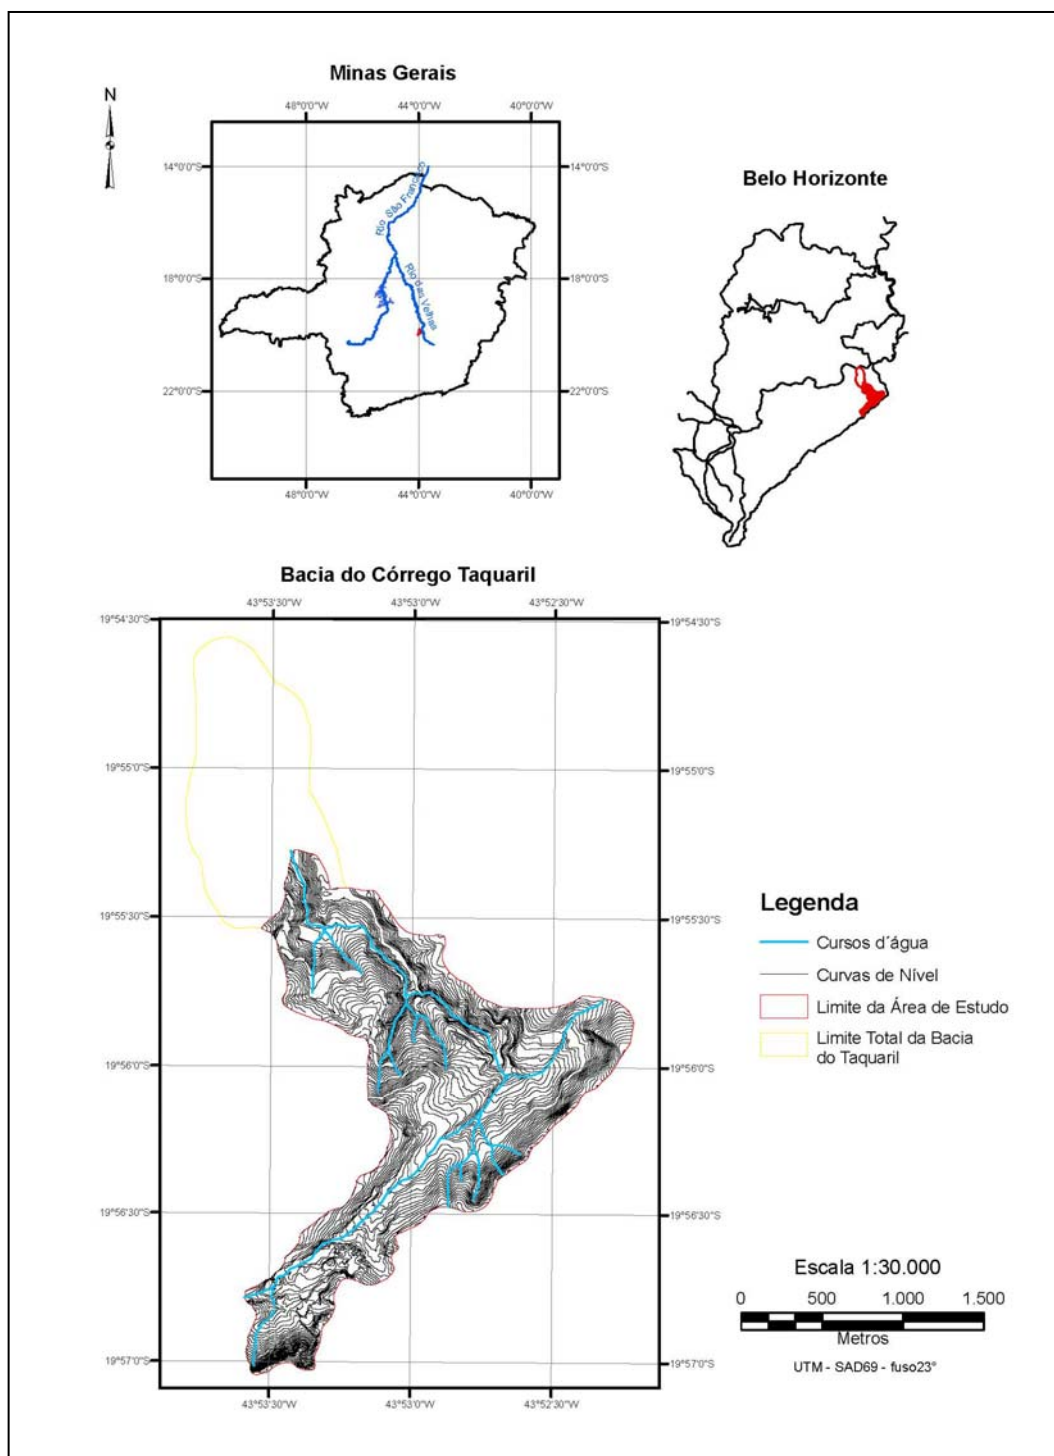 Minas Gerais
N
48°0'0"W 44°0'0"W 40°0'0"W
14°0'0"S 14°0'0"S
Rio São Francisco
Belo Horizonte
18°0'0"S 18°0'0"S
Rio das Velhas
22°0'0"S 22°0'0"S
48°0'0"W 44°0'0"W 40°0'0"W
Bacia do Córrego Taquaril
43°53'30"W 43°53'0"W 43°52'30"W
19°54'30"S 19°54'30"S
19°55'0"S 19°55'0"S
19°55'30"S 19°55'30"S
19°56'0"S 19°56'0"S
19°56'30"S 19°56'30"S
19°57'0"S 19°57'0"S
43°53'30"W 43°53'0"W 43°52'30"W
Legenda
Cursos d´água
Curvas de Nível
Limite da Área de Estudo
Limite Total da Bacia
do Taquaril
Escala 1:30.000
0 500 1.000 1.500
Metros
UTM - SAD69 - fuso23°